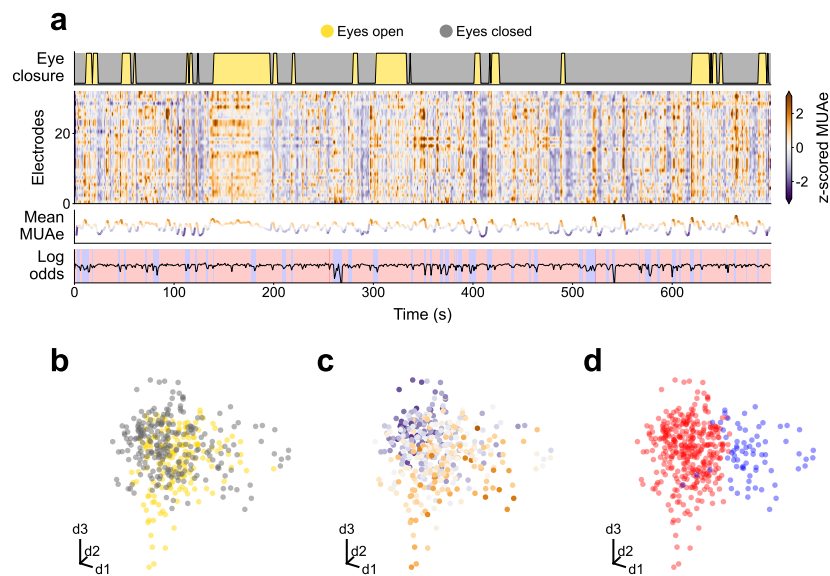 a
Eyes open
Eyes closed
Eye
closure
Electrodes
20
0
2
0
-2
z-scored MUAe
Mean
MUAe
Log
odds
0
100
200
300
400
500
600
Time (s)
b
c
d
d3
d2
d1
d3
d2
d1
d3
d2
d1